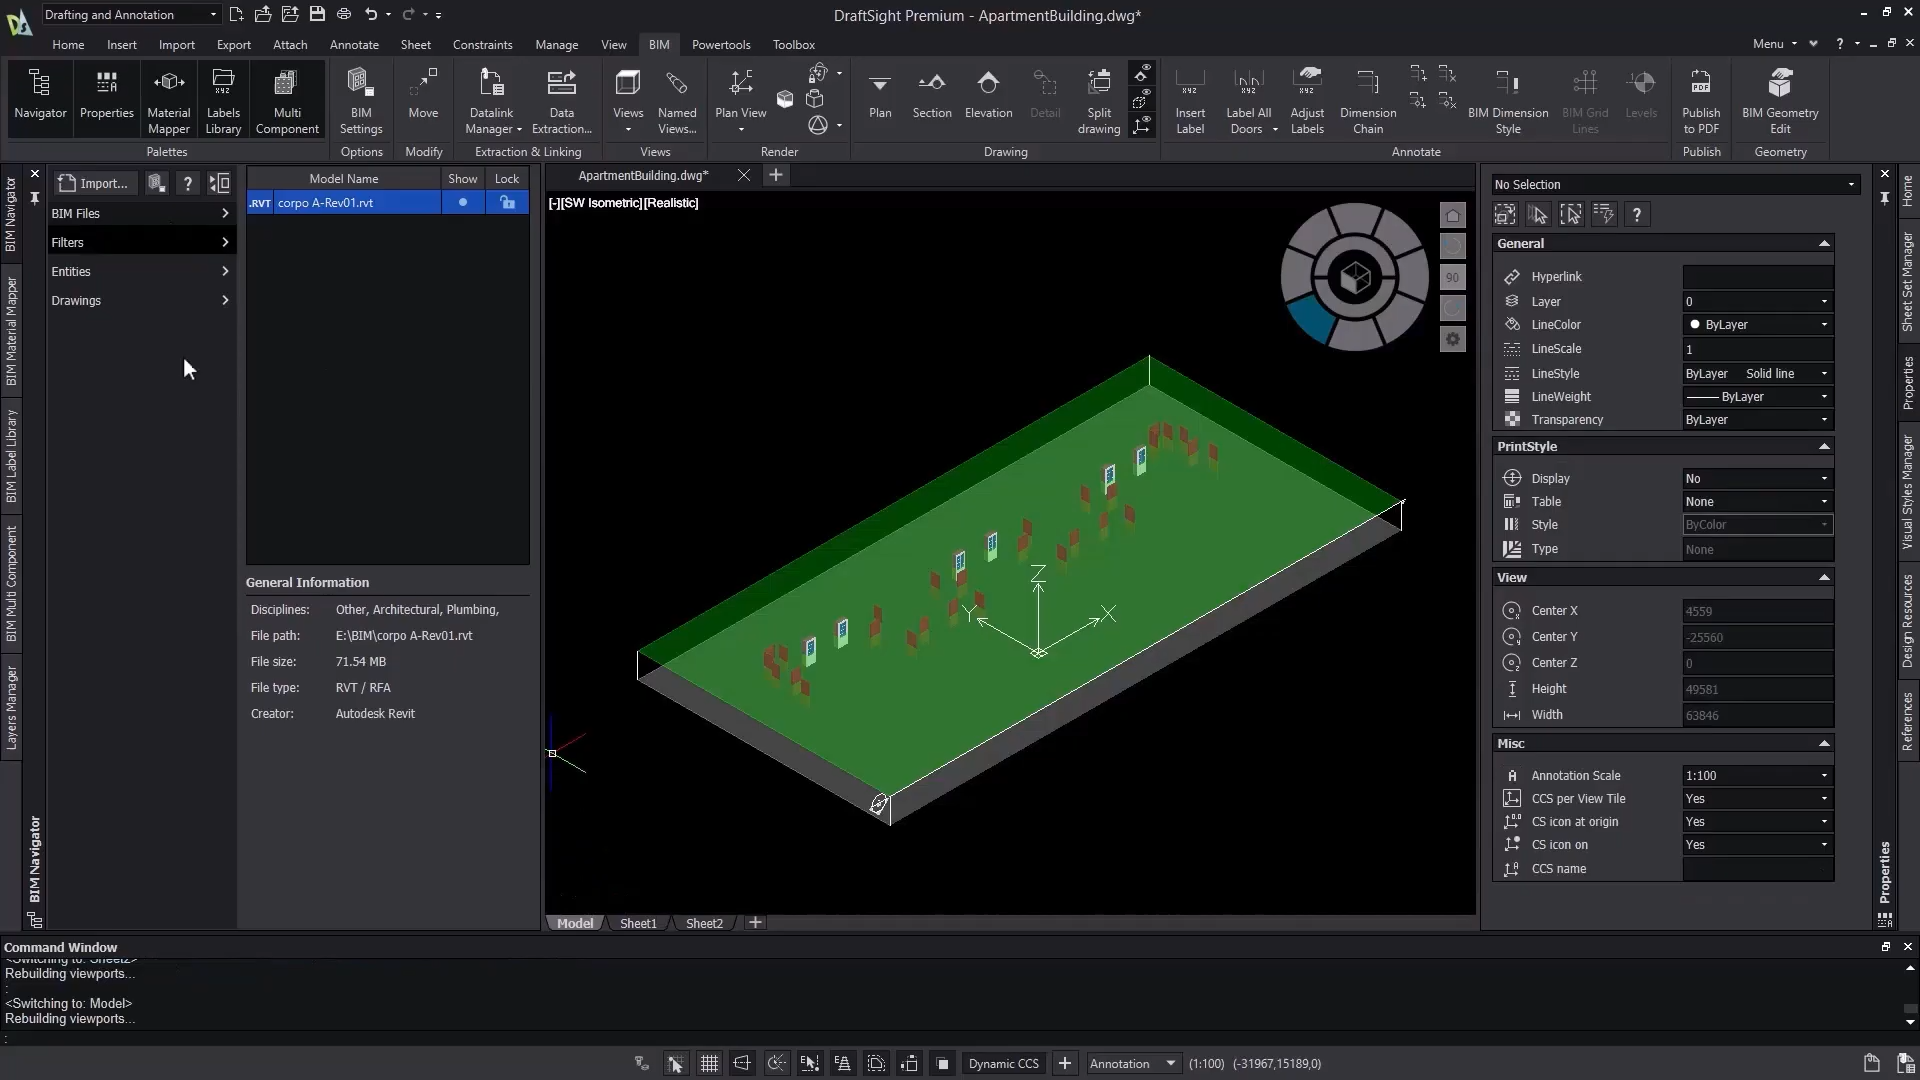 Drafting and Annotation
DraftSight Premium - ApartmentBuilding.dwg*
Home Insert Import Export Attach Annotate Sheet Constraints Manage View BIM Powertools Toolbox
Menu ?
Navigator
Properties
Material Mapper
Labels Library
Multi Component
BIM Settings
Move
Datalink Manager
Data Extraction...
Views
Named Views...
Plan View
Plan
Section
Elevation
Detail
Split drawing
Insert Label
Label All Doors
Adjust Labels
Dimension Chain
BIM Dimension Style
BIM Grid Lines
Levels
Publish to PDF
BIM Geometry Edit
Palettes Options Modify Extraction & Linking Views Render Drawing Annotate Publish Geometry
BIM Navigator
BIM Material Mapper
BIM Label Library
BIM Multi Component
Layers Manager
BIM Navigator
Import... ?
BIM Files
Filters
Entities
Drawings
Model Name Show Lock
.RVT corpo A-Rev01.rvt
General Information
Disciplines: Other, Architectural, Plumbing,
File path: E:\BIM\corpo A-Rev01.rvt
File size: 71.54 MB
File type: RVT / RFA
Creator: Autodesk Revit
ApartmentBuilding.dwg*
[-][SW Isometric][Realistic]
90
Z
Y
X
Model Sheet1 Sheet2
No Selection
?
General
Hyperlink
Layer 0
LineColor ByLayer
LineScale 1
LineStyle ByLayer Solid line
LineWeight ByLayer
Transparency ByLayer
PrintStyle
Display No
Table None
Style ByColor
Type None
View
Center X 4559
Center Y -25560
Center Z 0
Height 49581
Width 63846
Misc
Annotation Scale 1:100
CCS per View Tile Yes
CS icon at origin Yes
CS icon on Yes
CCS name
Properties
Home
Sheet Set Manager
Properties
Visual Styles Manager
Design Resources
References
Command Window
<Switching to: Sheet2>
Rebuilding viewports...
:
<Switching to: Model>
Rebuilding viewports...
:
Dynamic CCS Annotation (1:100) (-31967,15189,0)